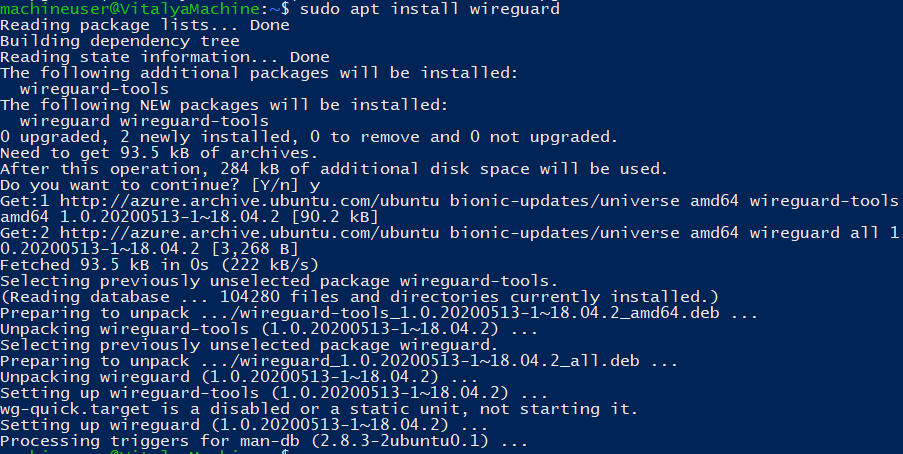 machineuser@VitalyaMachine:~$ sudo apt install wireguard
Reading package lists... Done
Building dependency tree
Reading state information... Done
The following additional packages will be installed:
  wireguard-tools
The following NEW packages will be installed:
  wireguard wireguard-tools
0 upgraded, 2 newly installed, 0 to remove and 0 not upgraded.
Need to get 93.5 kB of archives.
After this operation, 284 kB of additional disk space will be used.
Do you want to continue? [Y/n] y
Get:1 http://azure.archive.ubuntu.com/ubuntu bionic-updates/universe amd64 wireguard-tools
amd64 1.0.20200513-1~18.04.2 [90.2 kB]
Get:2 http://azure.archive.ubuntu.com/ubuntu bionic-updates/universe amd64 wireguard all 1
.0.20200513-1~18.04.2 [3,268 B]
Fetched 93.5 kB in 0s (222 kB/s)
Selecting previously unselected package wireguard-tools.
(Reading database ... 104280 files and directories currently installed.)
Preparing to unpack .../wireguard-tools_1.0.20200513-1~18.04.2_amd64.deb ...
Unpacking wireguard-tools (1.0.20200513-1~18.04.2) ...
Selecting previously unselected package wireguard.
Preparing to unpack .../wireguard_1.0.20200513-1~18.04.2_all.deb ...
Unpacking wireguard (1.0.20200513-1~18.04.2) ...
Setting up wireguard-tools (1.0.20200513-1~18.04.2) ...
wg-quick.target is a disabled or a static unit, not starting it.
Setting up wireguard (1.0.20200513-1~18.04.2) ...
Processing triggers for man-db (2.8.3-2ubuntu0.1) ...
machineuser@VitalyaMachine:~$